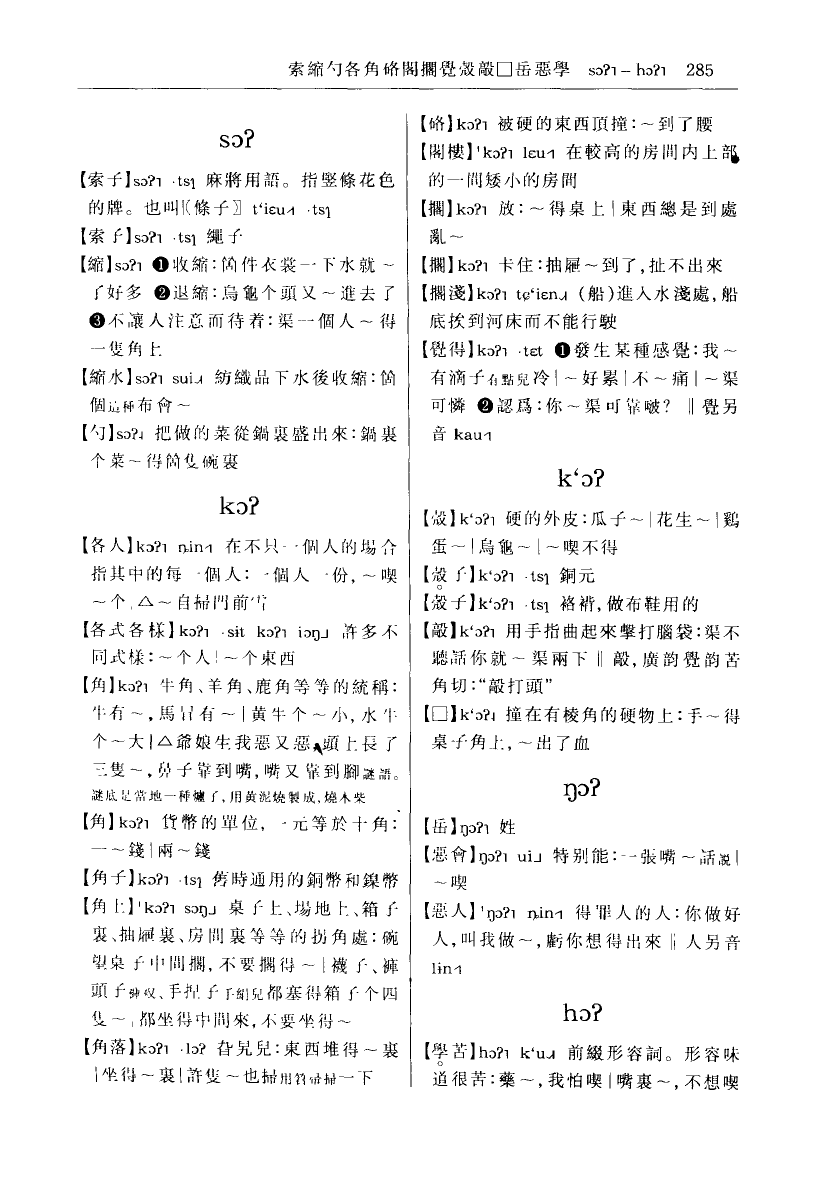 索縮勺各角硌閣擱覺殼敲□岳惡學 sɔʔ˥ – hɔʔ˥ 285
sɔʔ
【索子】sɔʔ˥ ·tsʅ 麻將用語。指竪條花色
的牌。也叫〖條子〗t‘iɛu ·tsʅ
【索子】sɔʔ˥ ·tsʅ 繩子
【縮】sɔʔ˥ ❶收縮：箇件衣裳一下水就～
了好多 ❷退縮：烏龜个頭又～進去了
❸不讓人注意而待着：渠一個人～得
一隻角上
【縮水】sɔʔ˥ sui 紡織品下水後收縮：箇
個這種布會～
【勺】sɔʔ 把做的菜從鍋裏盛出來：鍋裏
个菜～得箇隻碗裏
kɔʔ
【各人】kɔʔ˥ ȵin 在不只一個人的場合
指其中的每一個人：一個人一份，～喫
～个｜△～自掃門前雪
【各式各樣】kɔʔ˥ ·sit kɔʔ˥ iɔŋ˩ 許多不
同式樣：～个人｜～个東西
【角】kɔʔ˥ 牛角、羊角、鹿角等等的統稱：
牛有～，馬冇有～｜黄牛个～小，水牛
个～大｜△爺娘生我惡又惡，頭上長了
三隻～，鼻子靠到嘴，嘴又靠到腳謎語。
謎底是當地一種爐子，用黄泥燒製成，燒木柴
【角】kɔʔ˥ 貨幣的單位，一元等於十角：
一～錢｜兩～錢
【角子】kɔʔ˥ ·tsʅ 舊時通用的銅幣和鎳幣
【角上】'kɔʔ˥ sɔŋ˩ 桌子上、場地上、箱子
裏、抽屜裏、房間裏等等的拐角處：碗
望桌子中間擱，不要擱得～｜襪子、褲
頭子、手捏子手絹兒都塞得箱子个四
隻～｜都坐得中間來，不要坐得～
【角落】kɔʔ˥ ·lɔʔ 旮旯兒：東西堆得～裏
｜坐得～裏｜許隻～也掃用笤帚掃一下
【硌】kɔʔ˥ 被硬的東西頂撞：～到了腰
【閣樓】'kɔʔ˥ lɛu 在較高的房間内上部
的一間矮小的房間
【擱】kɔʔ˥ 放：～得桌上｜東西總是到處
亂～
【擱】kɔʔ˥ 卡住：抽屜～到了，扯不出來
【擱淺】kɔʔ˥ tɕ‘iɛn （船）進入水淺處，船
底挨到河床而不能行駛
【覺得】kɔʔ˥ ·tɛt ❶發生某種感覺：我～
有滴子有點兒冷｜～好累｜不～痛｜～渠
可憐 ❷認爲：你～渠可靠啵？ ‖覺另
音 kau
k‘ɔʔ
【殼】k‘ɔʔ˥ 硬的外皮：瓜子～｜花生～｜鷄
蛋～｜烏龜～｜～喫不得
【殼子】k‘ɔʔ˥ ·tsʅ 銅元
【殼子】k‘ɔʔ˥ ·tsʅ 袼褙，做布鞋用的
【敲】k‘ɔʔ˥ 用手指曲起來擊打腦袋：渠不
聽話你就～渠兩下 ‖ 敲，廣韵覺韵苦
角切：“敲打頭”
【□】k‘ɔʔ 撞在有棱角的硬物上：手～得
桌子角上，～出了血
ŋɔʔ
【岳】ŋɔʔ˥ 姓
【惡會】ŋɔʔ˥ ui˩ 特别能：一張嘴～話説｜
～喫
【惡人】'ŋɔʔ˥ ȵin 得罪人的人：你做好
人，叫我做～，虧你想得出來 ‖ 人另音
lin
hɔʔ
【學苦】hɔʔ˥ k‘u 前綴形容詞。形容味
道很苦：藥～，我怕喫｜嘴裏～，不想喫